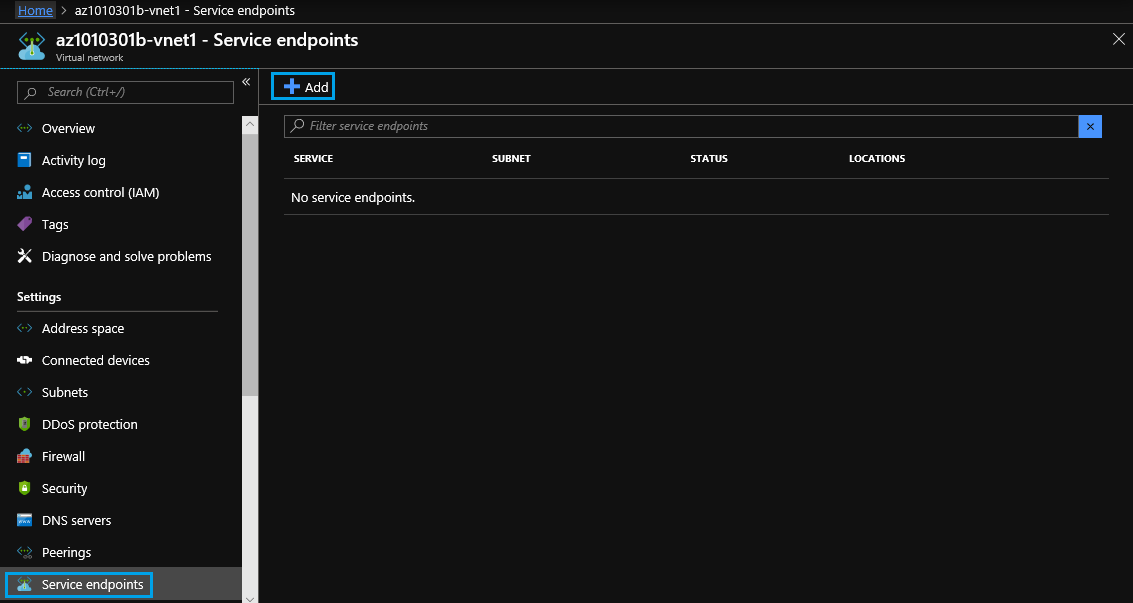 Home > az1010301b-vnet1 - Service endpoints
az1010301b-vnet1 - Service endpoints
Virtual network
Search (Ctrl+/)
«
Overview
Activity log
Access control (IAM)
Tags
Diagnose and solve problems
Settings
Address space
Connected devices
Subnets
DDoS protection
Firewall
Security
DNS servers
Peerings
Service endpoints
Add
Filter service endpoints
SERVICE SUBNET STATUS LOCATIONS
No service endpoints.